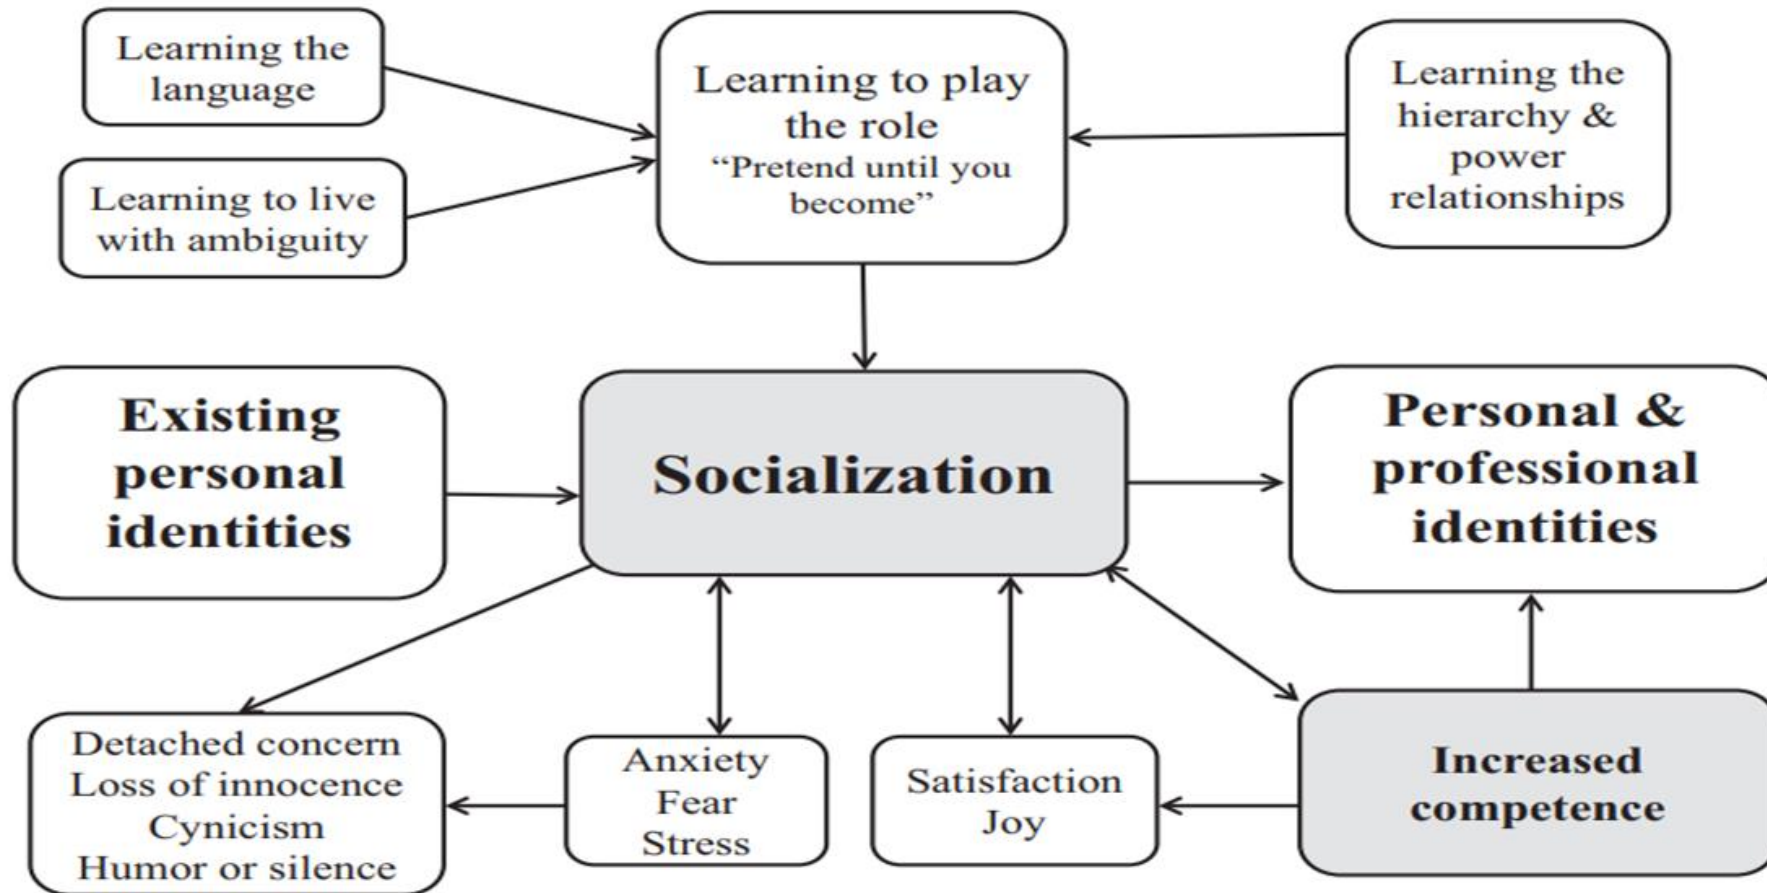 Learning the
language
Learning to live
with ambiguity
Learning to play
the role
“Pretend until you
become”
Learning the
hierarchy &
power
relationships
Existing
personal
identities
Socialization
Personal &
professional
identities
Detached concern
Loss of innocence
Cynicism
Humor or silence
Anxiety
Fear
Stress
Satisfaction
Joy
Increased
competence